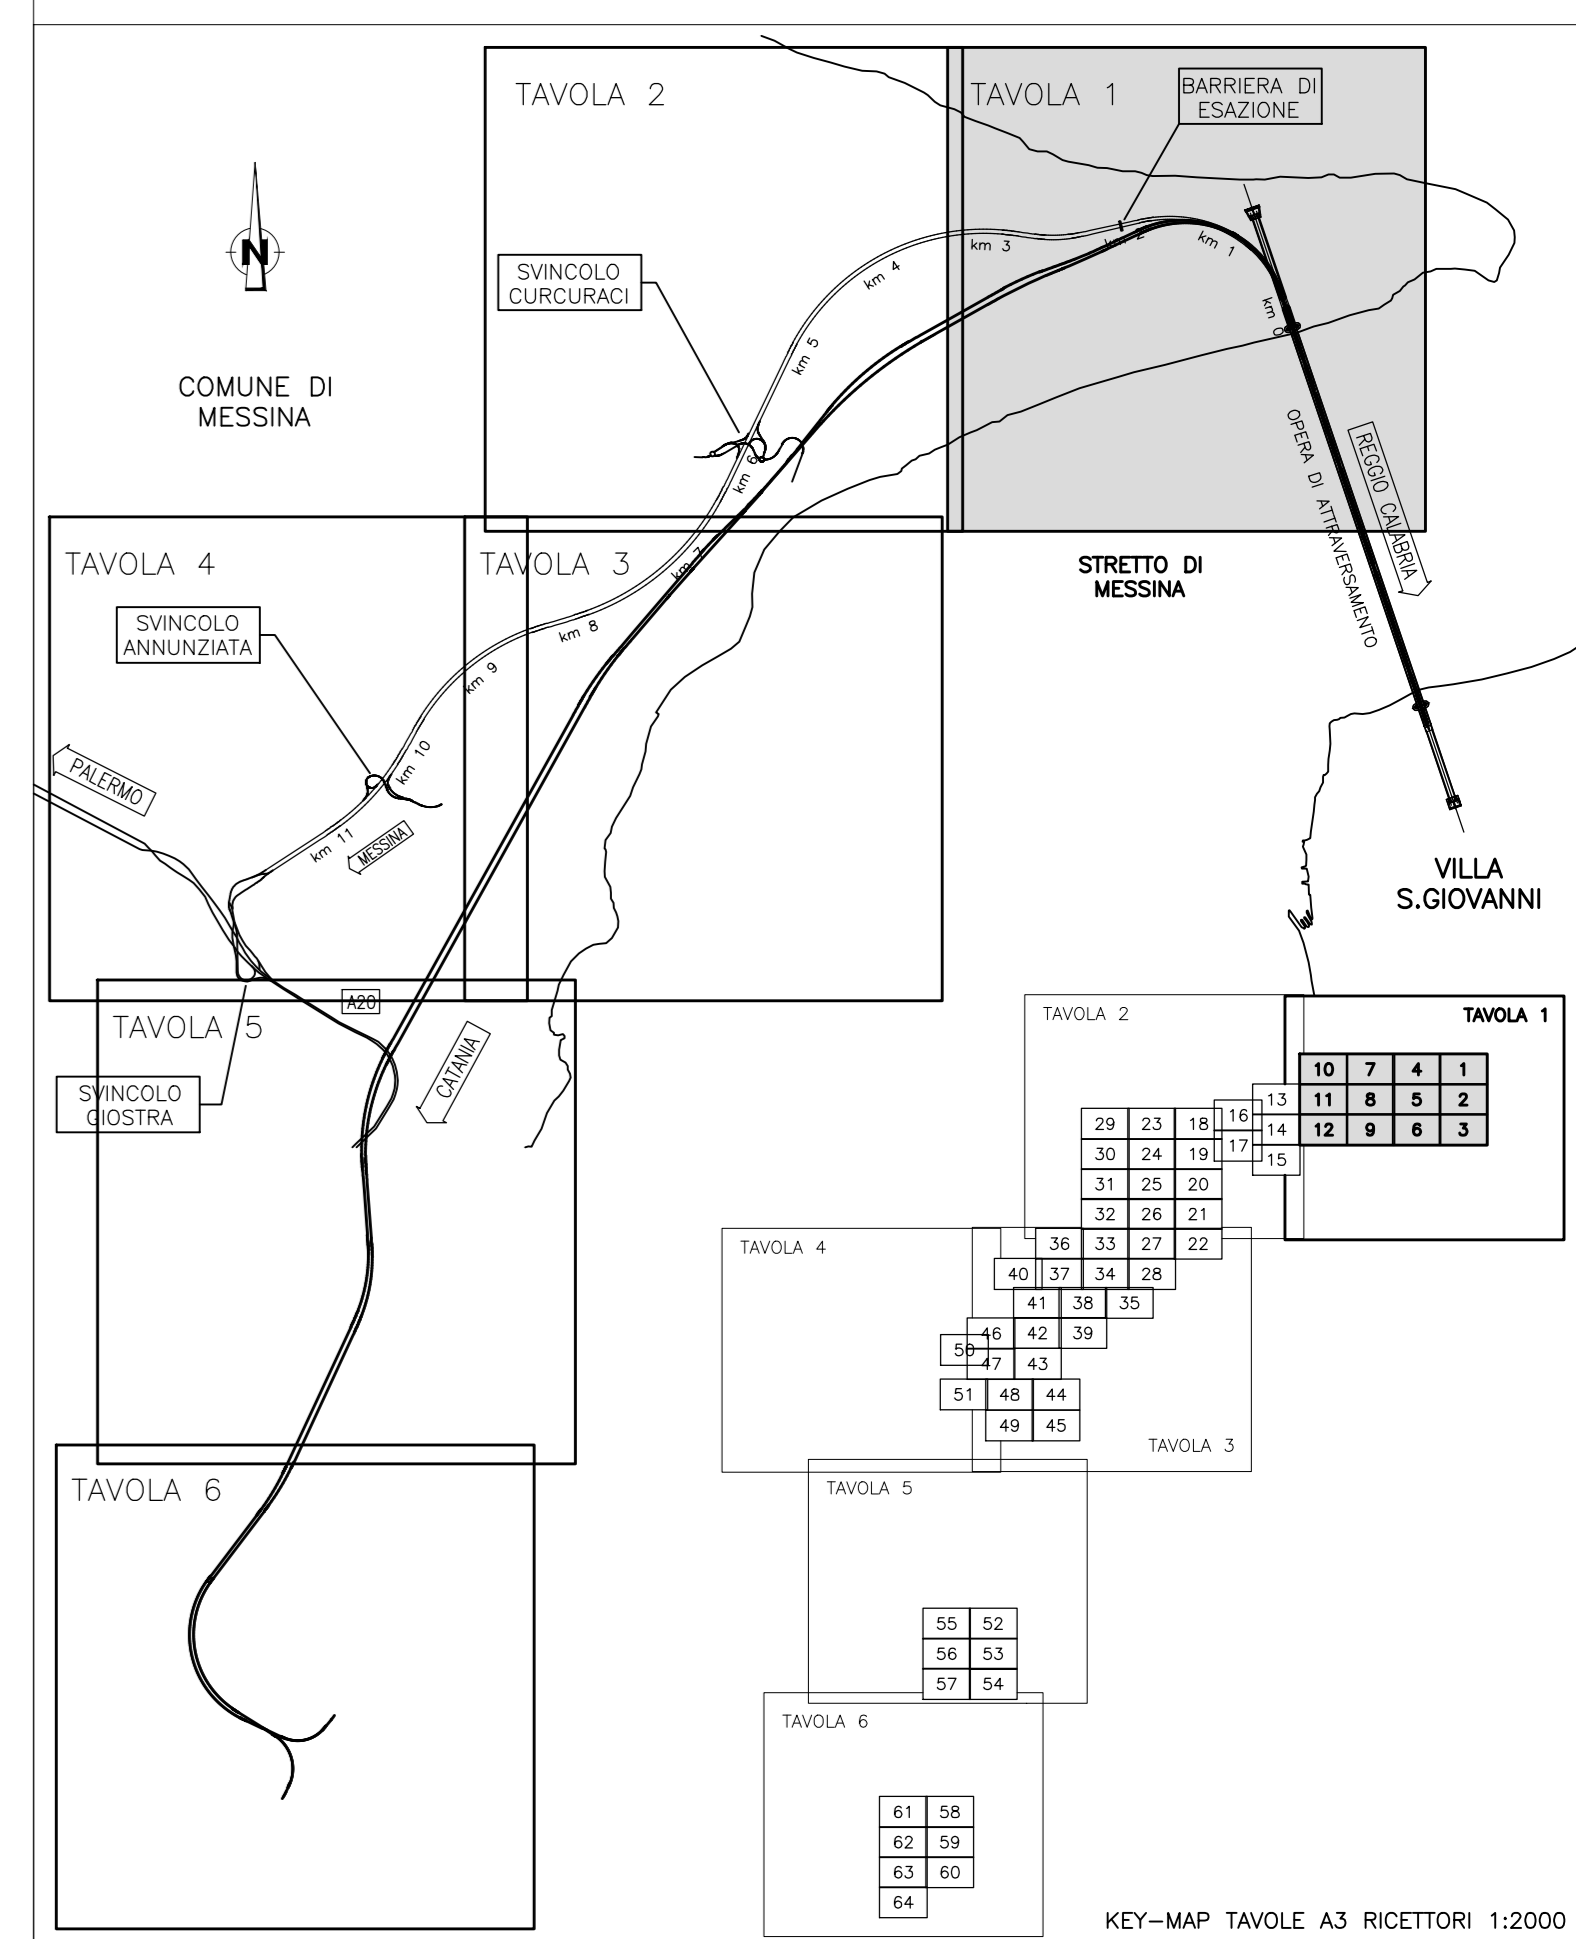 TAVOLA 2
TAVOLA 1
BARRIERA DI
ESAZIONE
N
SVINCOLO
CURCURACI
COMUNE DI
MESSINA
km 0
km 1
km 2
km 3
km 4
km 5
km 6
km 7
km 8
km 9
km 10
km 11
OPERA DI ATTRAVERSAMENTO
REGGIO CALABRIA
STRETTO DI
MESSINA
TAVOLA 4
TAVOLA 3
SVINCOLO
ANNUNZIATA
PALERMO
MESSINA
VILLA
S.GIOVANNI
A20
TAVOLA 5
CATANIA
SVINCOLO
GIOSTRA
TAVOLA 6
TAVOLA 2
TAVOLA 1
10 7 4 1
11 8 5 2
12 9 6 3
13
14
15
16
17
29 23 18
30 24 19
31 25 20
32 26 21
36 33 27 22
40 37 34 28
41 38 35
46 42 39
50
47 43
51 48 44
49 45
TAVOLA 4
TAVOLA 3
TAVOLA 5
55 52
56 53
57 54
TAVOLA 6
61 58
62 59
63 60
64
KEY-MAP TAVOLE A3 RICETTORI 1:2000